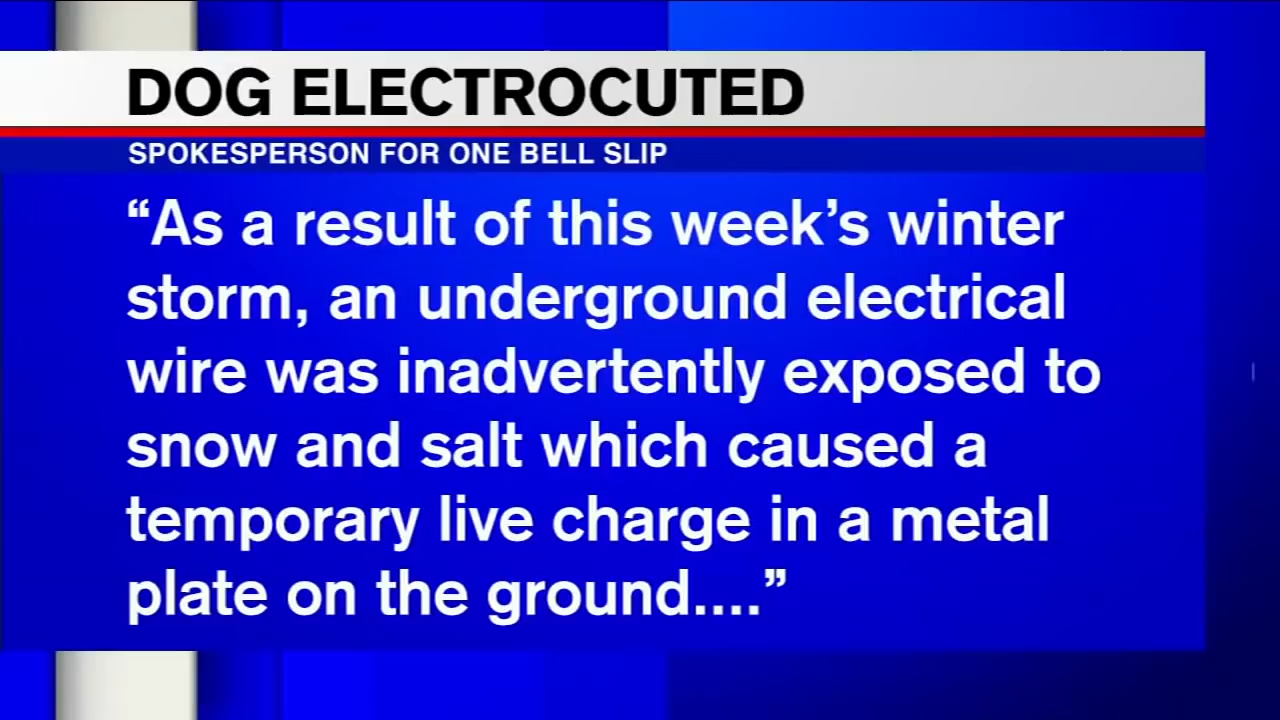 DOG ELECTROCUTED
SPOKESPERSON FOR ONE BELL SLIP
“As a result of this week’s winter
storm, an underground electrical
wire was inadvertently exposed to
snow and salt which caused a
temporary live charge in a metal
plate on the ground....”